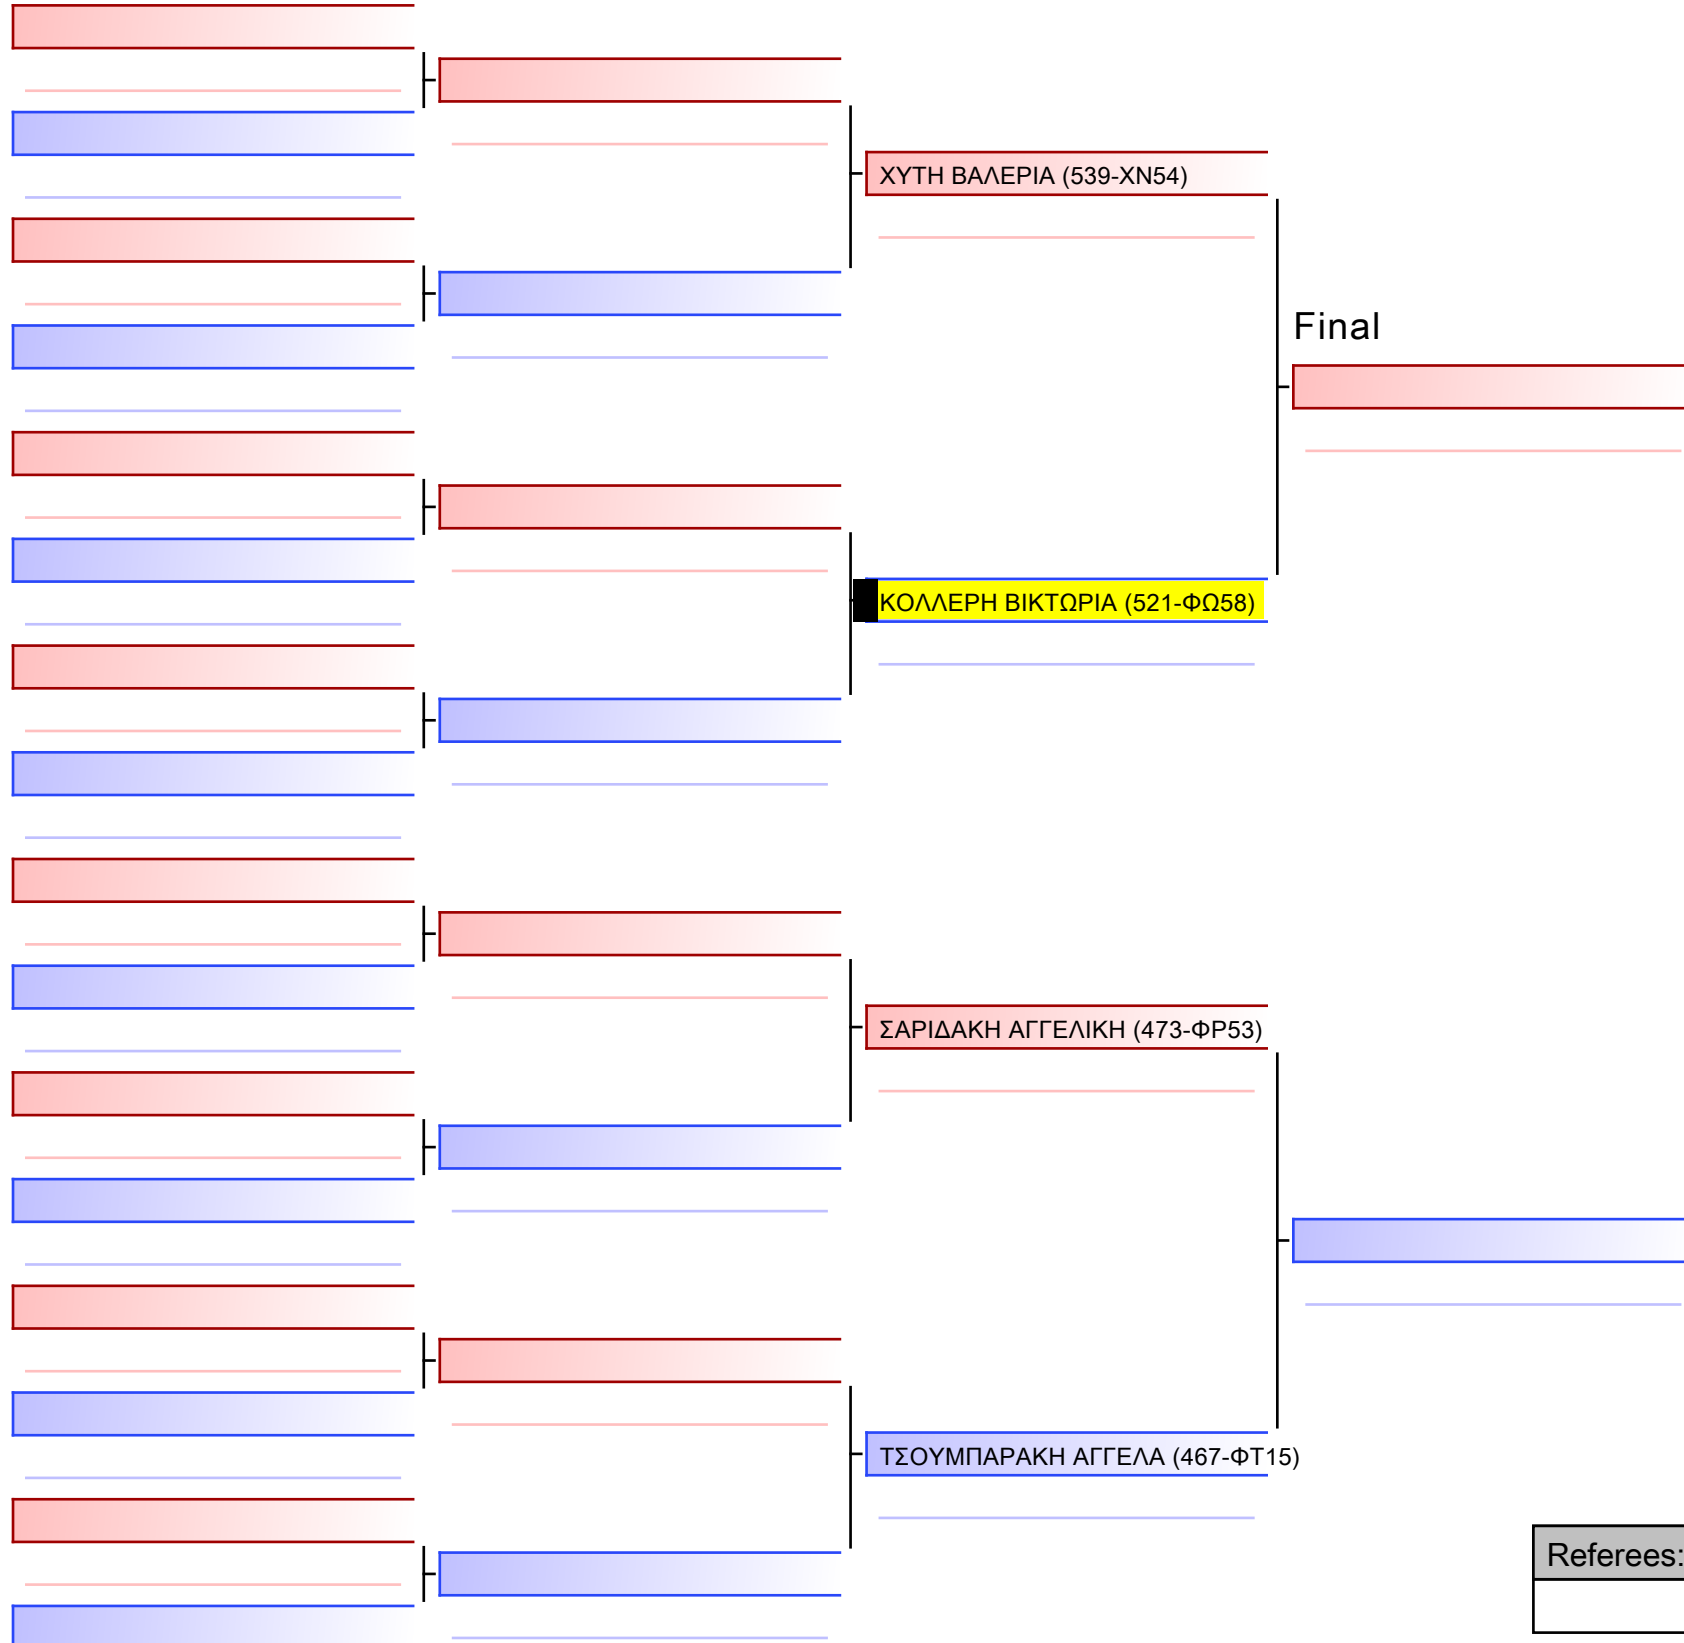 ΧΥΤΗ ΒΑΛΕΡΙΑ (539-ΧΝ54)
Final
ΚΟΛΛΕΡΗ ΒΙΚΤΩΡΙΑ (521-ΦΩ58)
ΣΑΡΙΔΑΚΗ ΑΓΓΕΛΙΚΗ (473-ΦΡ53)
ΤΣΟΥΜΠΑΡΑΚΗ ΑΓΓΕΛΑ (467-ΦΤ15)
Referees: